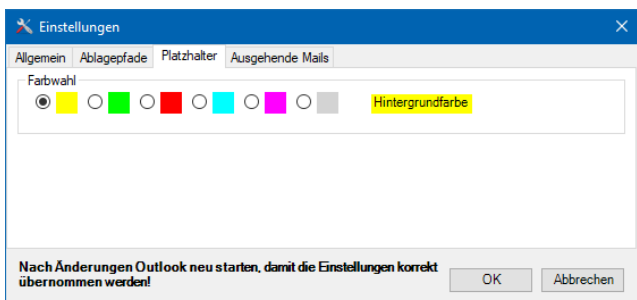 Einstellungen
Allgemein Ablagepfade Platzhalter Ausgehende Mails
Farbwahl
Hintergrundfarbe
Nach Änderungen Outlook neu starten, damit die Einstellungen korrekt
übernommen werden!
OK Abbrechen